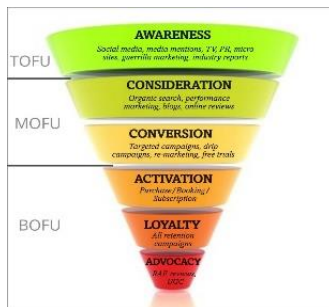 AWARENESS
Social media, media mentions, TV, PR, micro
sites, guerrilla marketing, industry reports
TOFU
CONSIDERATION
Organic search, performance
marketing, blogs, online reviews
MOFU
CONVERSION
Targeted campaigns, drip
campaigns, re-marketing, free trials
ACTIVATION
Purchase/Booking/
Subscription
BOFU
LOYALTY
All retention
campaigns
ADVOCACY
reviews,
UGC